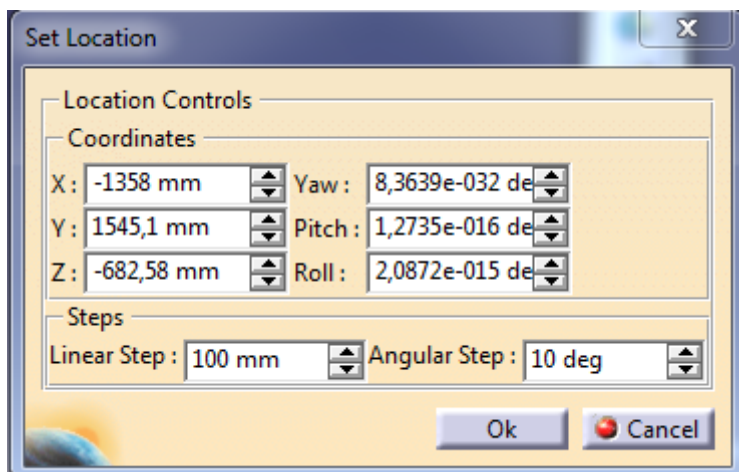 Set Location
Location Controls
Coordinates
X : -1358 mm Yaw : 8,3639e-032 de
Y : 1545,1 mm Pitch : 1,2735e-016 de
Z : -682,58 mm Roll : 2,0872e-015 de
Steps
Linear Step : 100 mm Angular Step : 10 deg
Ok Cancel